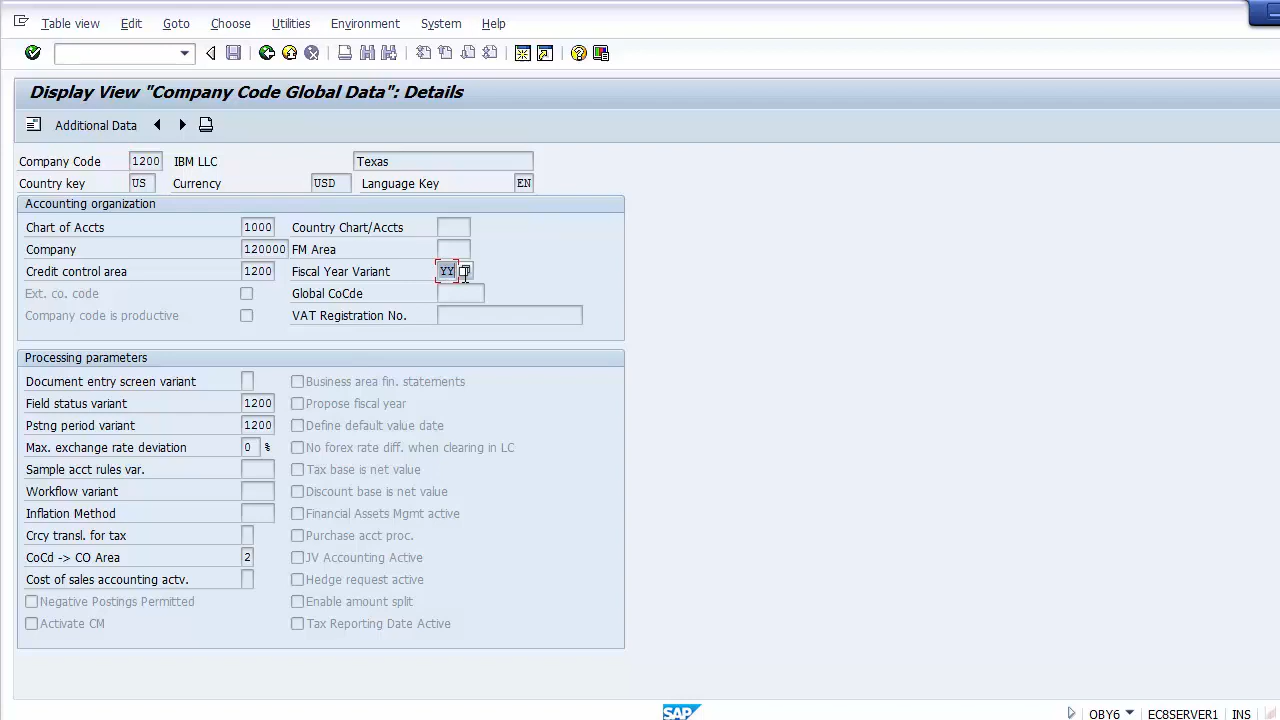 Table view Edit Goto Choose Utilities Environment System Help
Display View "Company Code Global Data": Details
Additional Data
Company Code 1200 IBM LLC Texas
Country key US Currency USD Language Key EN
Accounting organization
Chart of Accts 1000 Country Chart/Accts
Company 120000 FM Area
Credit control area 1200 Fiscal Year Variant YY
Ext. co. code Global CoCde
Company code is productive VAT Registration No.
Processing parameters
Document entry screen variant Business area fin. statements
Field status variant 1200 Propose fiscal year
Pstng period variant 1200 Define default value date
Max. exchange rate deviation 0 % No forex rate diff. when clearing in LC
Sample acct rules var. Tax base is net value
Workflow variant Discount base is net value
Inflation Method Financial Assets Mgmt active
Crcy transl. for tax Purchase acct proc.
CoCd -> CO Area 2 JV Accounting Active
Cost of sales accounting actv. Hedge request active
Negative Postings Permitted Enable amount split
Activate CM Tax Reporting Date Active
SAP OBY6 EC8SERVER1 INS